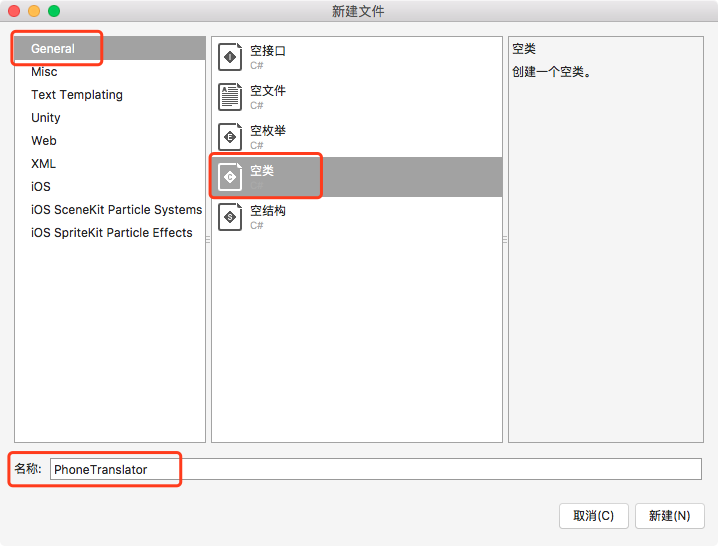 新建文件
General
Misc
Text Templating
Unity
Web
XML
iOS
iOS SceneKit Particle Systems
iOS SpriteKit Particle Effects
空接口
C#
空文件
C#
空枚举
C#
空类
C#
空结构
C#
空类
创建一个空类。
名称: PhoneTranslator
取消(C) 新建(N)